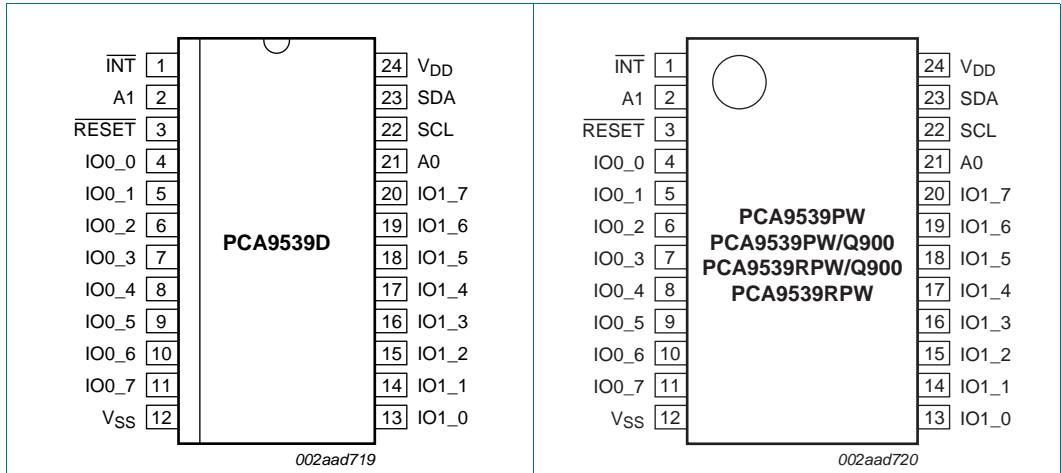 INT 1 24 VDD
A1 2 23 SDA
RESET 3 22 SCL
IO0_0 4 21 A0
IO0_1 5 20 IO1_7
IO0_2 6 19 IO1_6
IO0_3 7 18 IO1_5
IO0_4 8 17 IO1_4
IO0_5 9 16 IO1_3
IO0_6 10 15 IO1_2
IO0_7 11 14 IO1_1
VSS 12 13 IO1_0
PCA9539D
002aad719
INT 1 24 VDD
A1 2 23 SDA
RESET 3 22 SCL
IO0_0 4 21 A0
IO0_1 5 20 IO1_7
IO0_2 6 19 IO1_6
IO0_3 7 18 IO1_5
IO0_4 8 17 IO1_4
IO0_5 9 16 IO1_3
IO0_6 10 15 IO1_2
IO0_7 11 14 IO1_1
VSS 12 13 IO1_0
PCA9539PW
PCA9539PW/Q900
PCA9539RPW/Q900
PCA9539RPW
002aad720